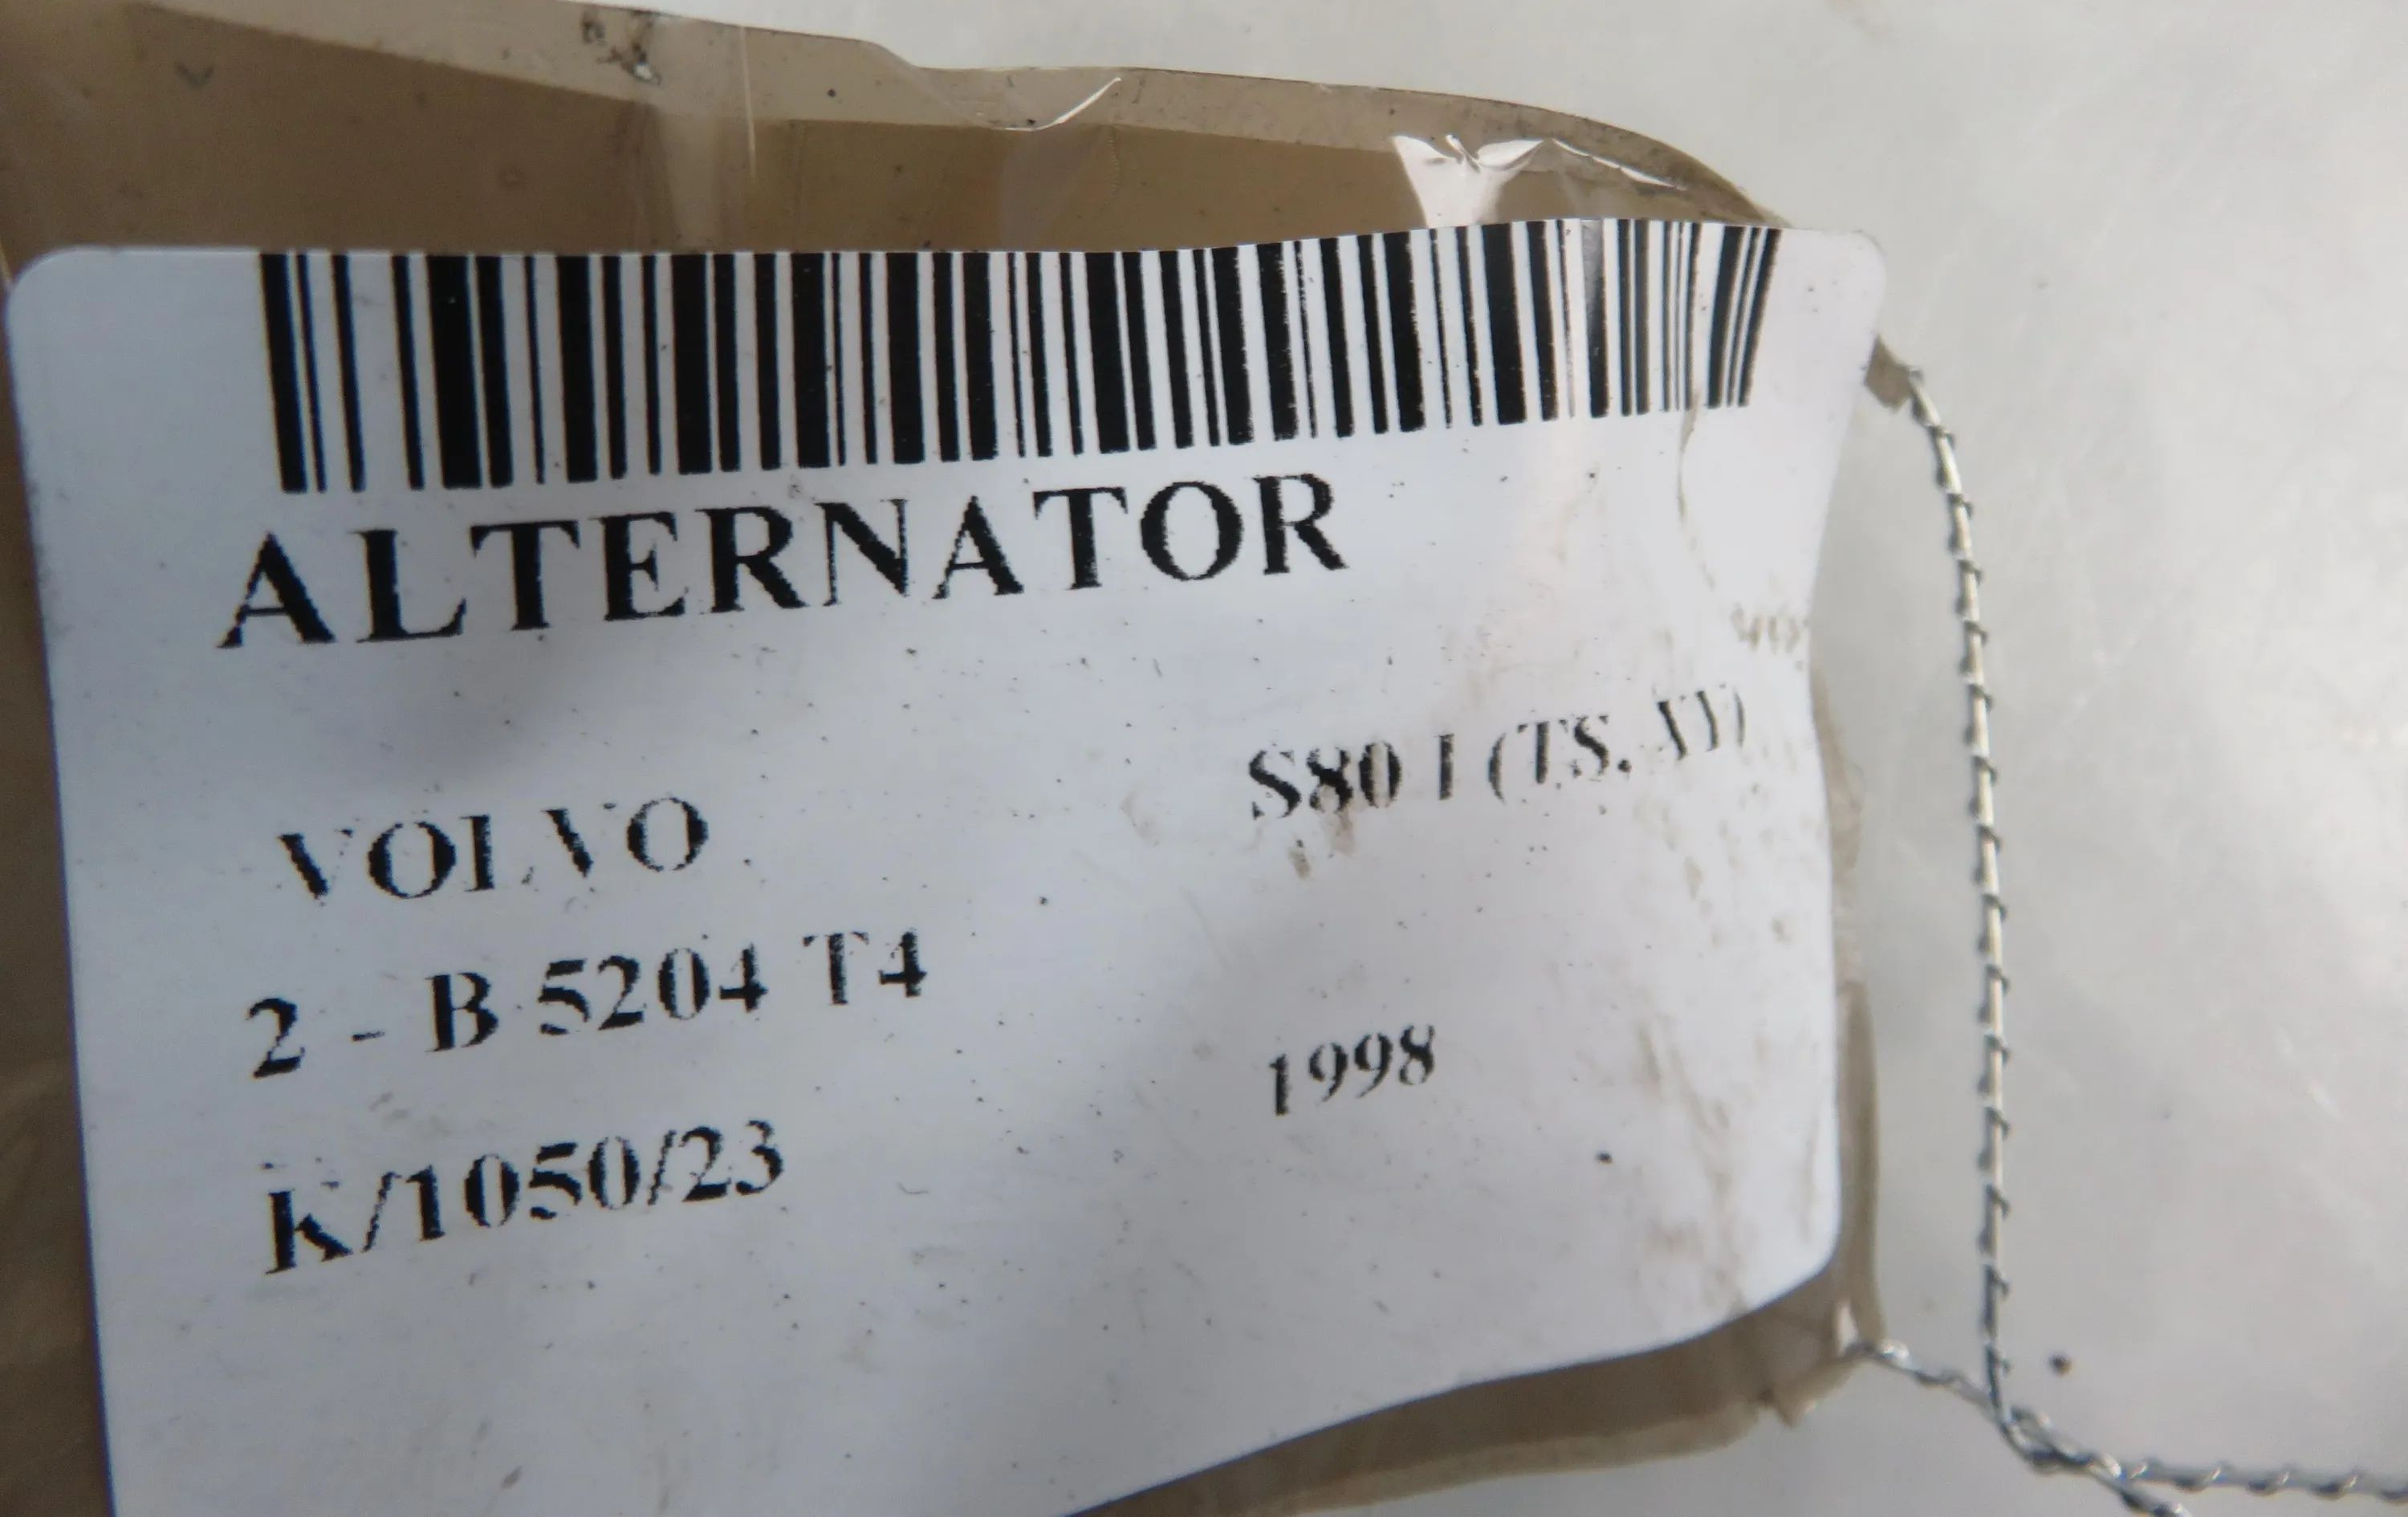 ALTERNATOR
VOLVO S80 I (TS, XY)
2 - B 5204 T4 1998
K/1050/23